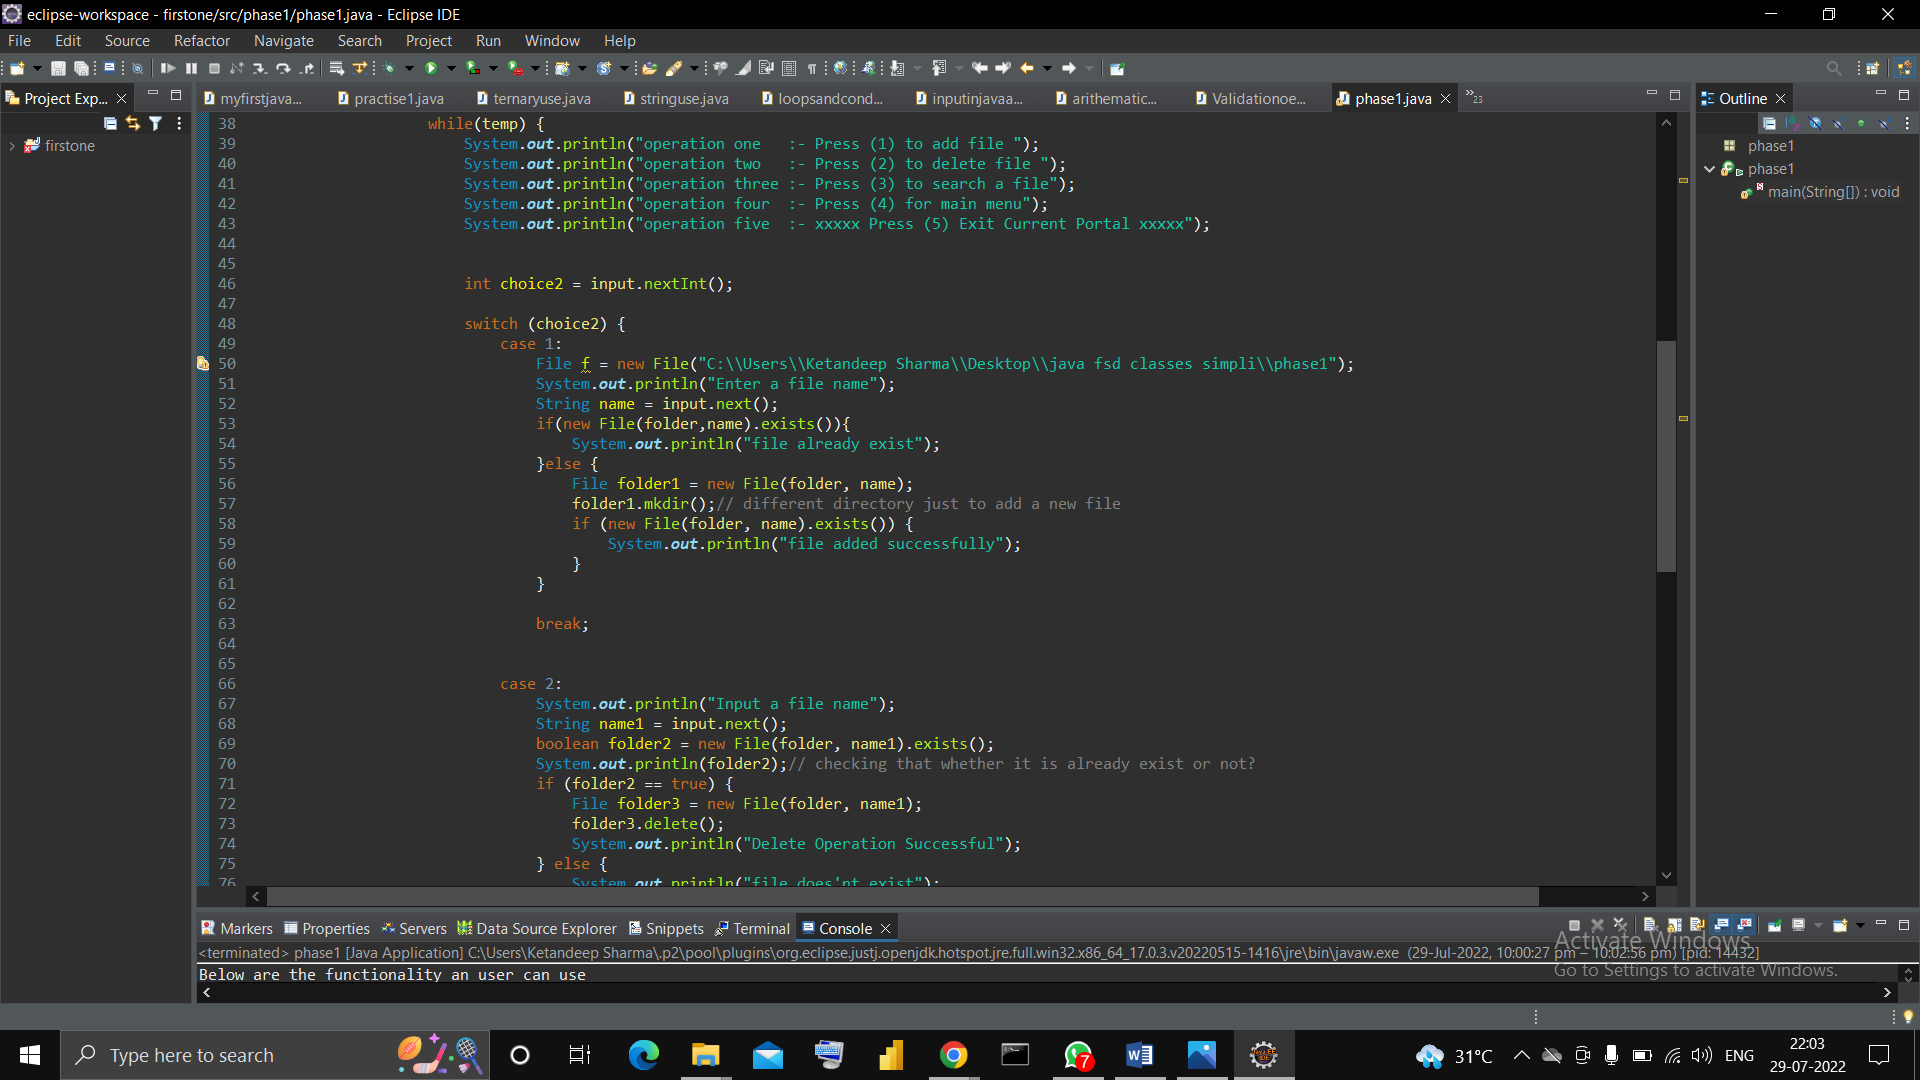 eclipse-workspace - firstone/src/phase1/phase1.java - Eclipse IDE
File Edit Source Refactor Navigate Search Project Run Window Help
Project Exp...
myfirstjava... practise1.java ternaryuse.java stringuse.java loopsandcond... inputinjavaa... arithematic... Validationoe... phase1.java »23
Outline
firstone
phase1
phase1
main(String[]) : void
38 while(temp) {
39 System.out.println("operation one   :- Press (1) to add file ");
40 System.out.println("operation two   :- Press (2) to delete file ");
41 System.out.println("operation three :- Press (3) to search a file");
42 System.out.println("operation four  :- Press (4) for main menu");
43 System.out.println("operation five  :- xxxxx Press (5) Exit Current Portal xxxxx");
44
45
46 int choice2 = input.nextInt();
47
48 switch (choice2) {
49 case 1:
50 File f = new File("C:\\Users\\Ketandeep Sharma\\Desktop\\java fsd classes simpli\\phase1");
51 System.out.println("Enter a file name");
52 String name = input.next();
53 if(new File(folder,name).exists()){
54 System.out.println("file already exist");
55 }else {
56 File folder1 = new File(folder, name);
57 folder1.mkdir();// different directory just to add a new file
58 if (new File(folder, name).exists()) {
59 System.out.println("file added successfully");
60 }
61 }
62
63 break;
64
65
66 case 2:
67 System.out.println("Input a file name");
68 String name1 = input.next();
69 boolean folder2 = new File(folder, name1).exists();
70 System.out.println(folder2);// checking that whether it is already exist or not?
71 if (folder2 == true) {
72 File folder3 = new File(folder, name1);
73 folder3.delete();
74 System.out.println("Delete Operation Successful");
75 } else {
76 System.out.println("file does'nt exist");
Markers Properties Servers Data Source Explorer Snippets Terminal Console
<terminated> phase1 [Java Application] C:\Users\Ketandeep Sharma\.p2\pool\plugins\org.eclipse.justj.openjdk.hotspot.jre.full.win32.x86_64_17.0.3.v20220515-1416\jre\bin\javaw.exe (29-Jul-2022, 10:00:27 pm – 10:02:56 pm) [pid: 14432]
Below are the functionality an user can use
Activate Windows
Go to Settings to activate Windows.
Type here to search
7
31°C
ENG
22:03
29-07-2022